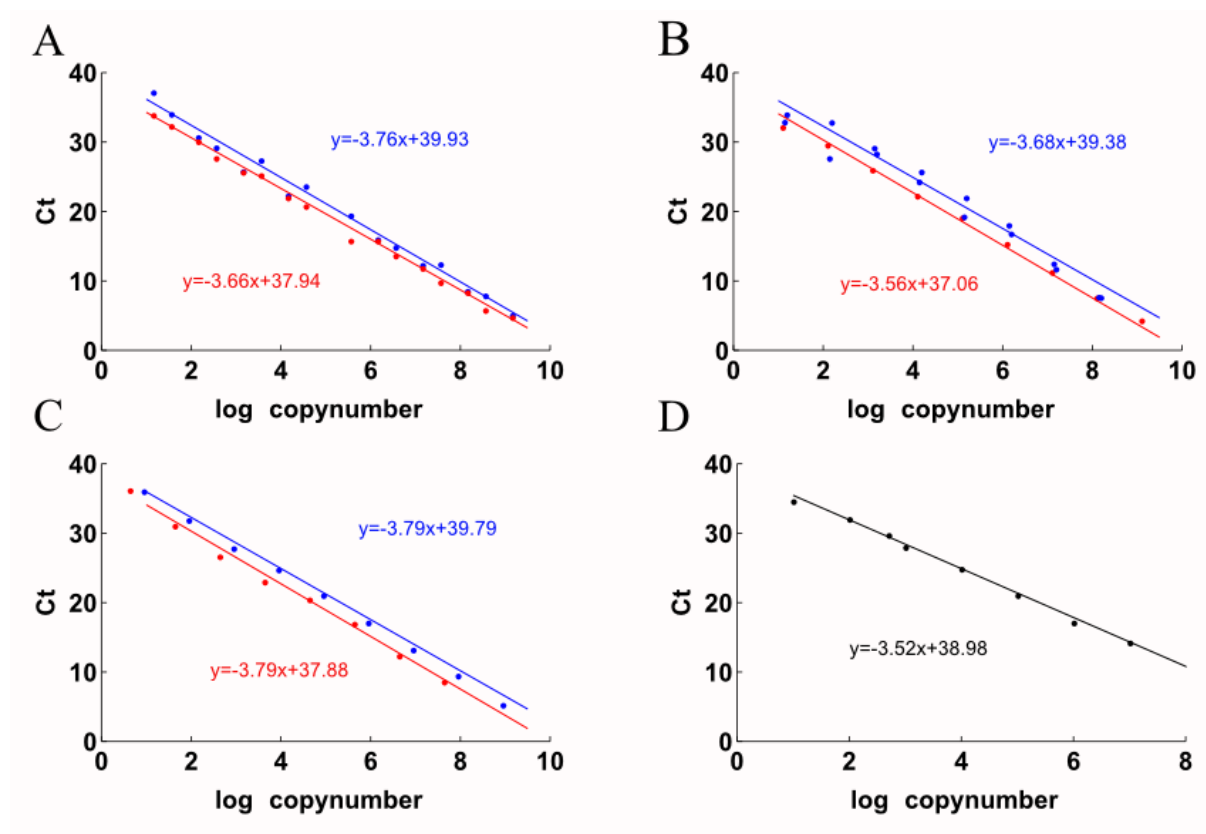 A
B
40
30
20
10
0
Ct
y=-3.76x+39.93
y=-3.66x+37.94
0 2 4 6 8 10
log copynumber
40
30
20
10
0
Ct
y=-3.68x+39.38
y=-3.56x+37.06
0 2 4 6 8 10
log copynumber
C
D
40
30
20
10
0
Ct
y=-3.79x+39.79
y=-3.79x+37.88
0 2 4 6 8 10
log copynumber
40
30
20
10
0
Ct
y=-3.52x+38.98
0 2 4 6 8
log copynumber